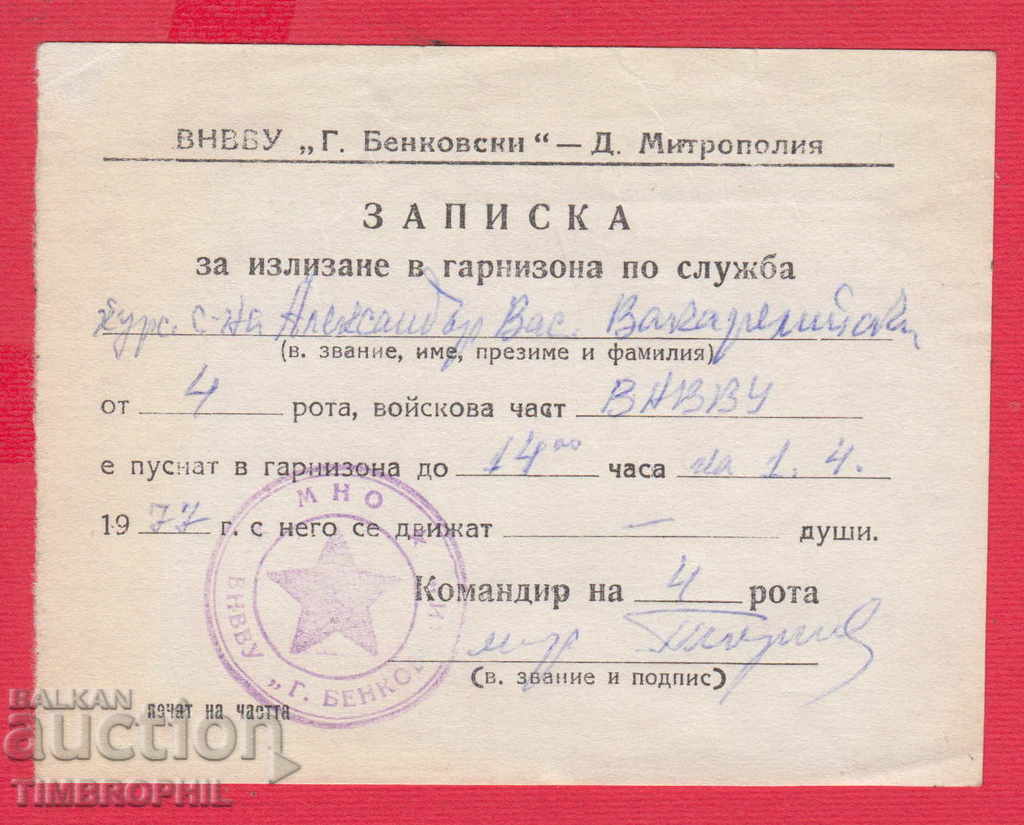 ВНВВУ „Г. Бенковски“ — Д. Митрополия
ЗАПИСКА
за излизане в гарнизона по служба
курс. с-на Александър Вас. Вакарелийски
(в. звание, име, презиме и фамилия)
от 4 рота, войскова част ВНВВУ
е пуснат в гарнизона до 14⁰⁰ часа на 1. 4.
1977 г. с него се движат — души.
Командир на 4 рота
(в. звание и подпис)
печат на частта
МНО
ВНВВУ „Г. БЕНКОВ
BALKAN
auction
TIMBROPHIL